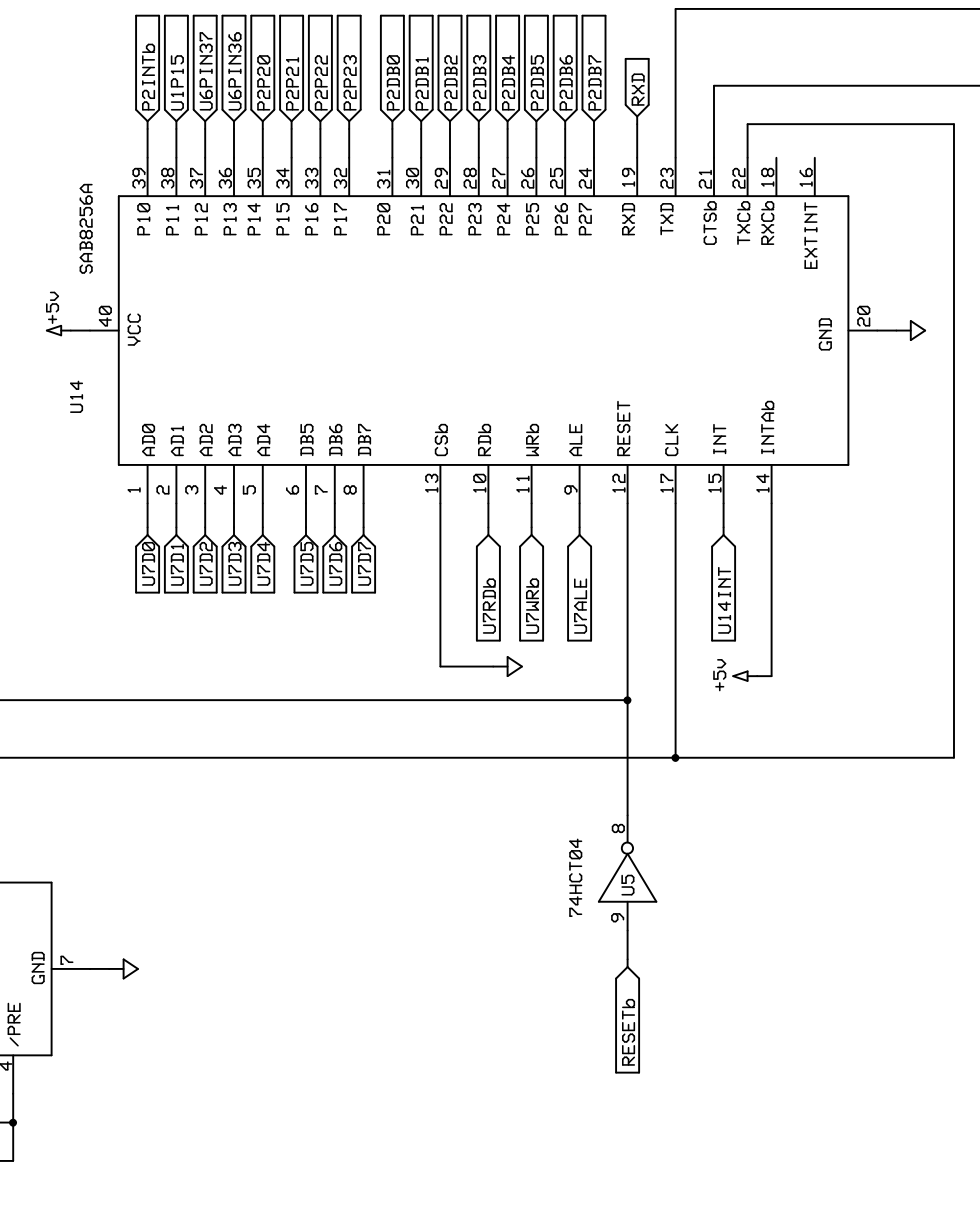 P2INTb
U1P15
U6PIN37
U6PIN36
P2P20
P2P21
P2P22
P2P23
P2DB0
P2DB1
P2DB2
P2DB3
P2DB4
P2DB5
P2DB6
P2DB7
RXD
39
38
37
36
35
34
33
32
31
30
29
28
27
26
25
24
19
23
21
22
18
16
SAB8256A
P10
P11
P12
P13
P14
P15
P16
P17
P20
P21
P22
P23
P24
P25
P26
P27
RXD
TXD
CTSb
TXCb
RXCb
EXTINT
+5v
40
VCC
GND
20
U14
AD0
AD1
AD2
AD3
AD4
DB5
DB6
DB7
CSb
RDb
WRb
ALE
RESET
CLK
INT
INTAb
1
2
3
4
5
6
7
8
13
10
11
9
12
17
15
14
U7D0
U7D1
U7D2
U7D3
U7D4
U7D5
U7D6
U7D7
U7RDb
U7WRb
U7ALE
U14INT
+5v
8
74HCT04
U5
9
RESETb
GND
7
/PRE
4